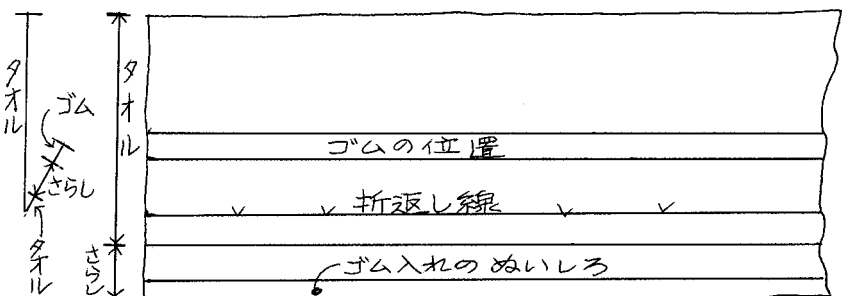 タオル
ゴム
さらし
タオル
タオル
さらし
ゴムの位置
折返し線
ゴム入れのぬいしろ